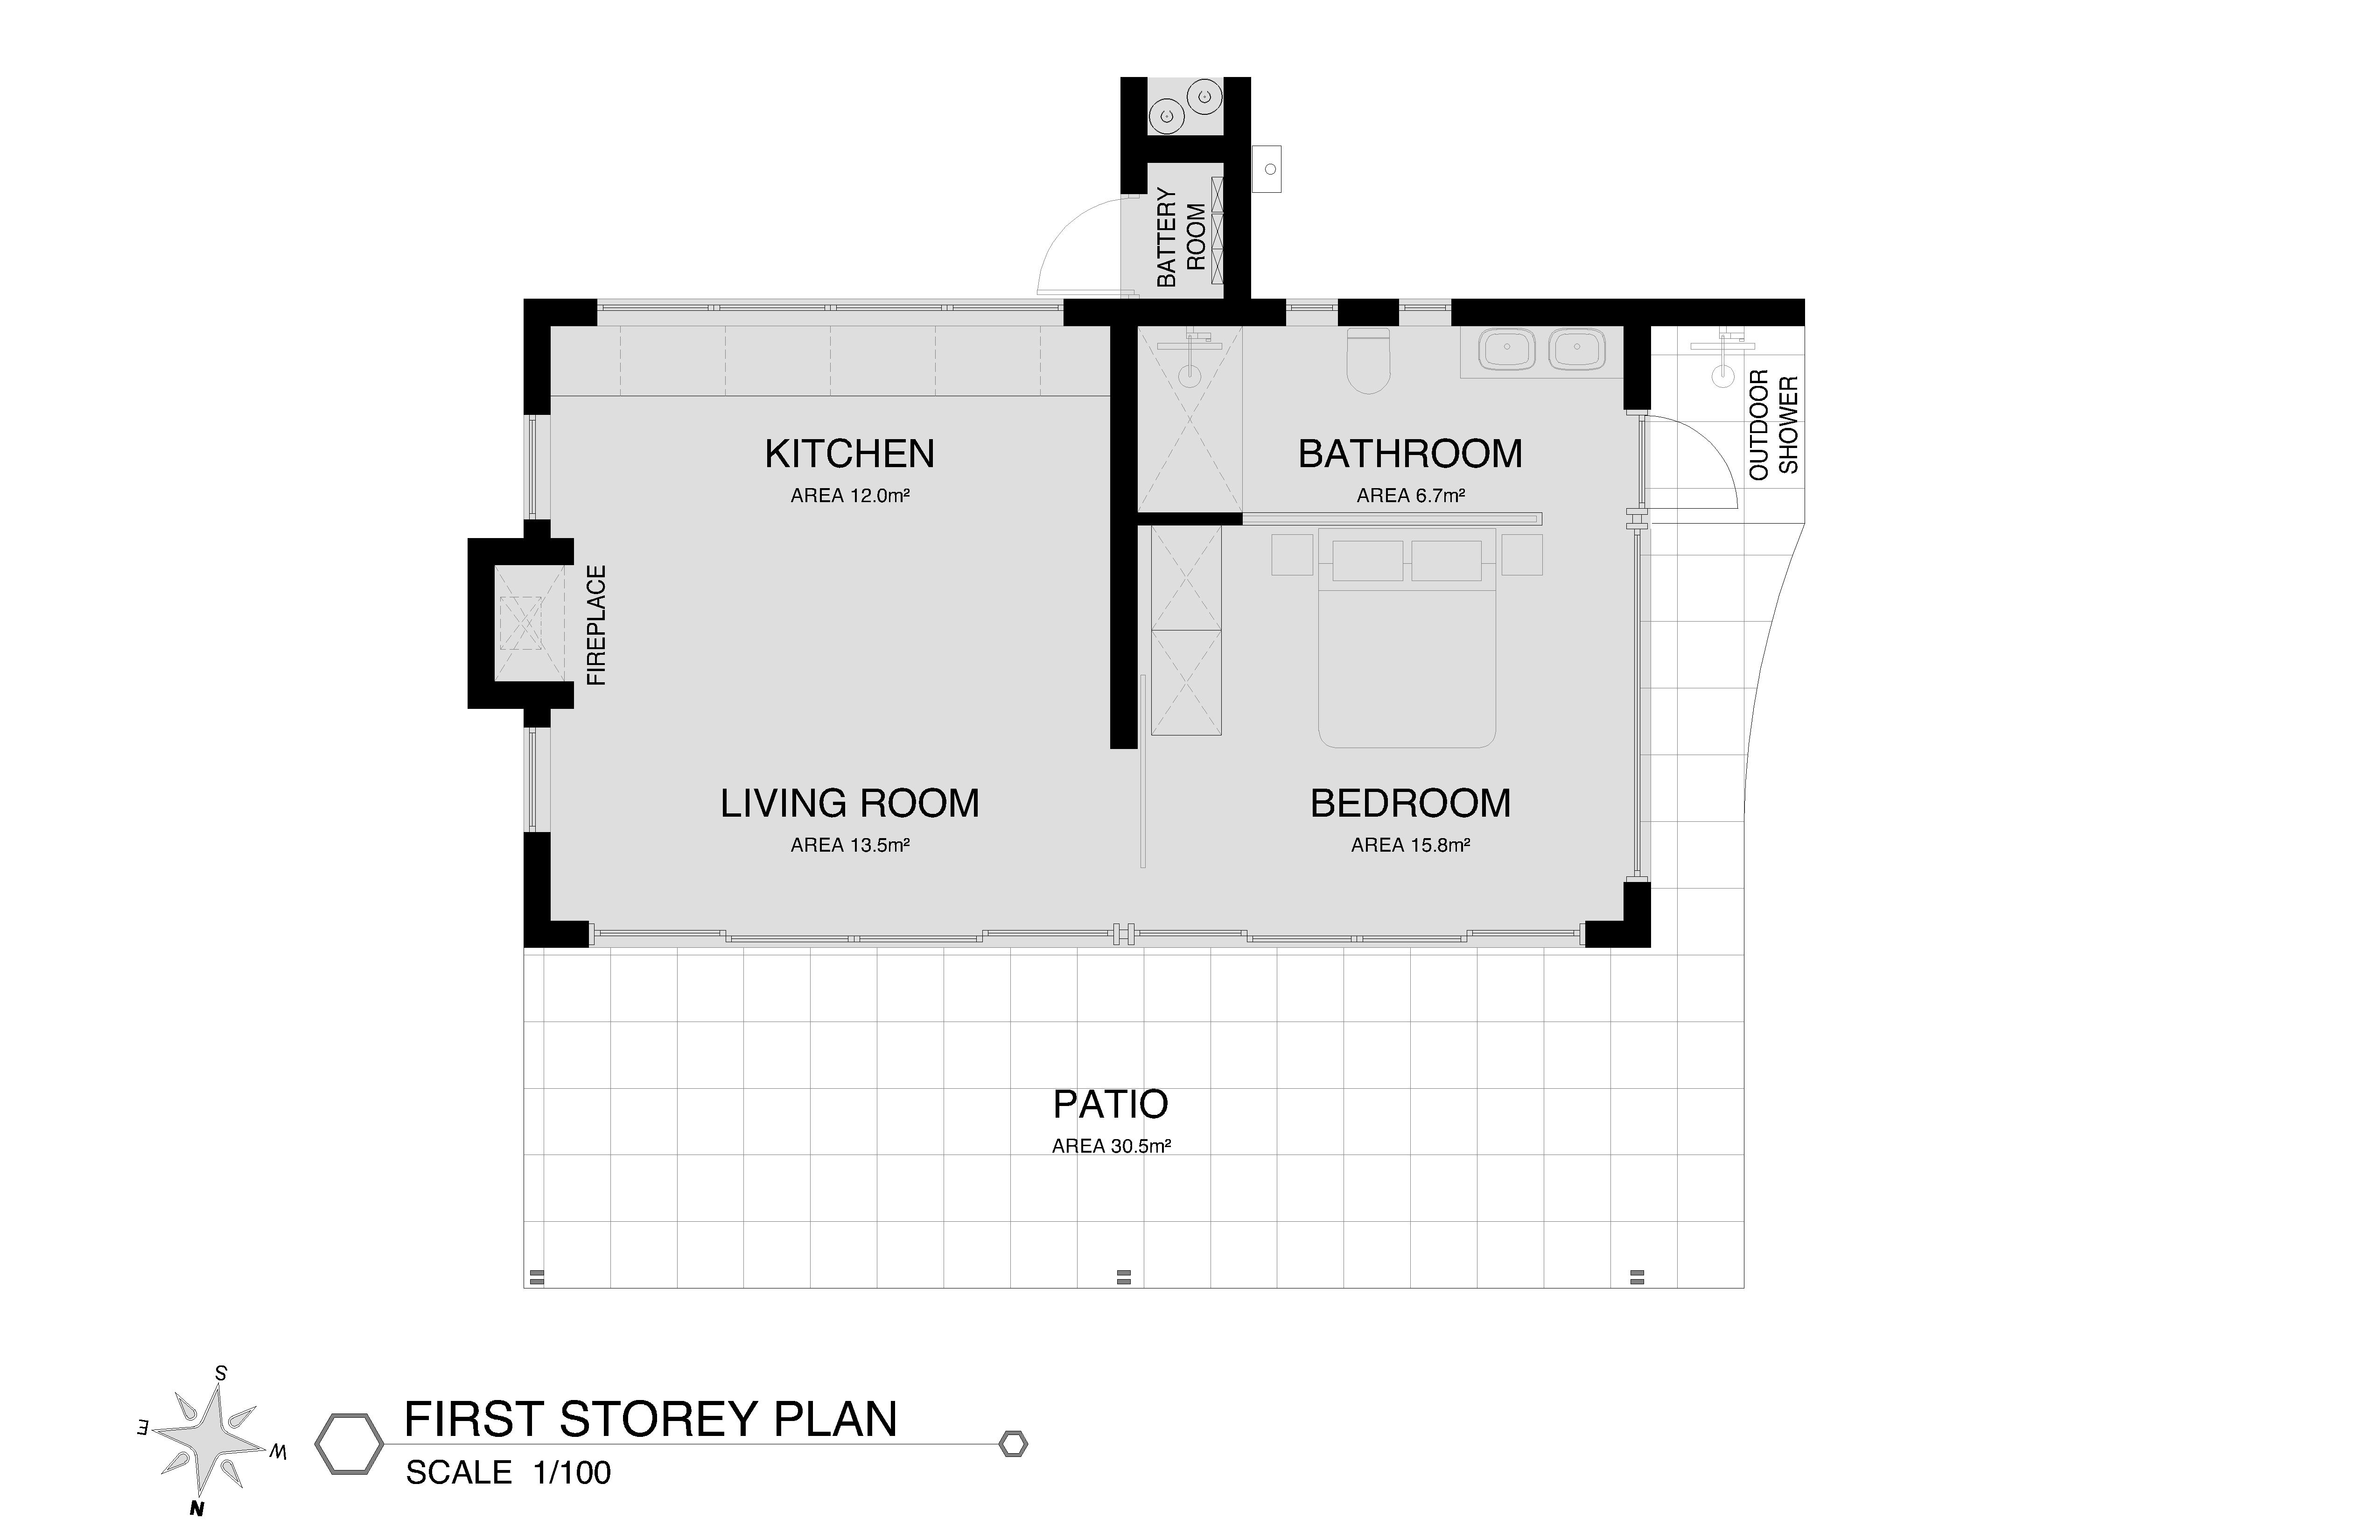 BATTERY
ROOM
OUTDOOR
SHOWER
KITCHEN
AREA 12.0m²
BATHROOM
AREA 6.7m²
FIREPLACE
LIVING ROOM
AREA 13.5m²
BEDROOM
AREA 15.8m²
PATIO
AREA 30.5m²
S
E
W
N
FIRST STOREY PLAN
SCALE 1/100